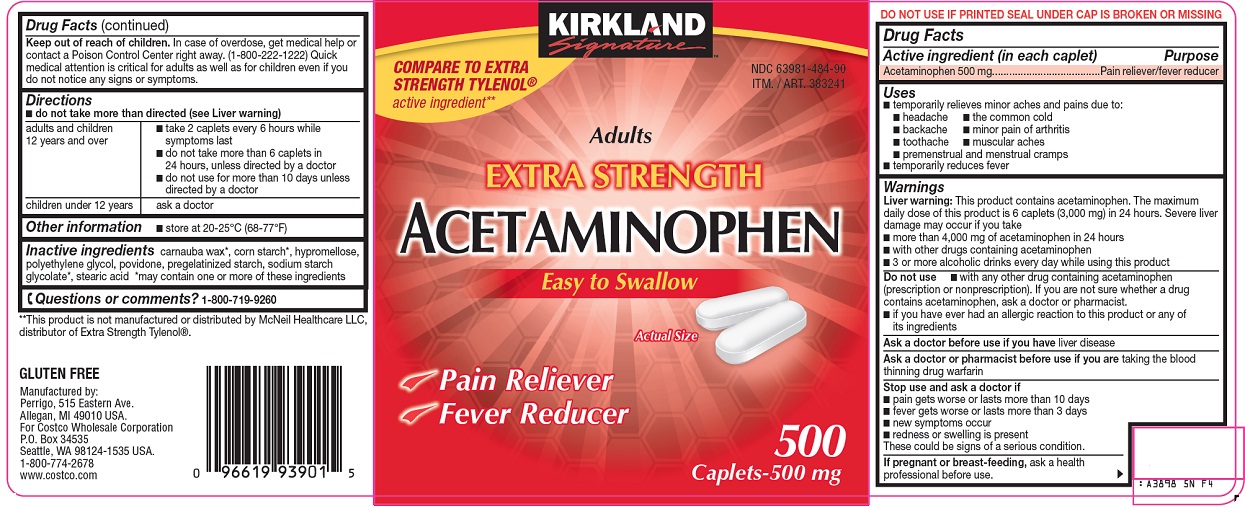 Drug Facts (continued)
Keep out of reach of children. In case of overdose, get medical help or
contact a Poison Control Center right away. (1-800-222-1222) Quick
medical attention is critical for adults as well as for children even if you
do not notice any signs or symptoms.
Directions
■ do not take more than directed (see Liver warning)
adults and children
12 years and over
■ take 2 caplets every 6 hours while
symptoms last
■ do not take more than 6 caplets in
24 hours, unless directed by a doctor
■ do not use for more than 10 days unless
directed by a doctor
children under 12 years ask a doctor
Other information ■ store at 20-25°C (68-77°F)
Inactive ingredients carnauba wax*, corn starch*, hypromellose,
polyethylene glycol, povidone, pregelatinized starch, sodium starch
glycolate*, stearic acid *may contain one or more of these ingredients
Questions or comments? 1-800-719-9260
**This product is not manufactured or distributed by McNeil Healthcare LLC,
distributor of Extra Strength Tylenol®.
GLUTEN FREE
Manufactured by:
Perrigo, 515 Eastern Ave.
Allegan, MI 49010 USA.
For Costco Wholesale Corporation
P.O. Box 34535
Seattle, WA 98124-1535 USA.
1-800-774-2678
www.costco.com
0 96619 93901 5
KIRKLAND
Signature™
COMPARE TO EXTRA
STRENGTH TYLENOL®
active ingredient**
NDC 63981-484-90
ITM. / ART. 383241
Adults
EXTRA STRENGTH
ACETAMINOPHEN
Easy to Swallow
Actual Size
Pain Reliever
Fever Reducer
500
Caplets-500 mg
DO NOT USE IF PRINTED SEAL UNDER CAP IS BROKEN OR MISSING
Drug Facts
Active ingredient (in each caplet) Purpose
Acetaminophen 500 mg......................................Pain reliever/fever reducer
Uses
■ temporarily relieves minor aches and pains due to:
■ headache ■ the common cold
■ backache ■ minor pain of arthritis
■ toothache ■ muscular aches
■ premenstrual and menstrual cramps
■ temporarily reduces fever
Warnings
Liver warning: This product contains acetaminophen. The maximum
daily dose of this product is 6 caplets (3,000 mg) in 24 hours. Severe liver
damage may occur if you take
■ more than 4,000 mg of acetaminophen in 24 hours
■ with other drugs containing acetaminophen
■ 3 or more alcoholic drinks every day while using this product
Do not use ■ with any other drug containing acetaminophen
(prescription or nonprescription). If you are not sure whether a drug
contains acetaminophen, ask a doctor or pharmacist.
■ if you have ever had an allergic reaction to this product or any of
its ingredients
Ask a doctor before use if you have liver disease
Ask a doctor or pharmacist before use if you are taking the blood
thinning drug warfarin
Stop use and ask a doctor if
■ pain gets worse or lasts more than 10 days
■ fever gets worse or lasts more than 3 days
■ new symptoms occur
■ redness or swelling is present
These could be signs of a serious condition.
If pregnant or breast-feeding, ask a health
professional before use.
: A3898 SN F4